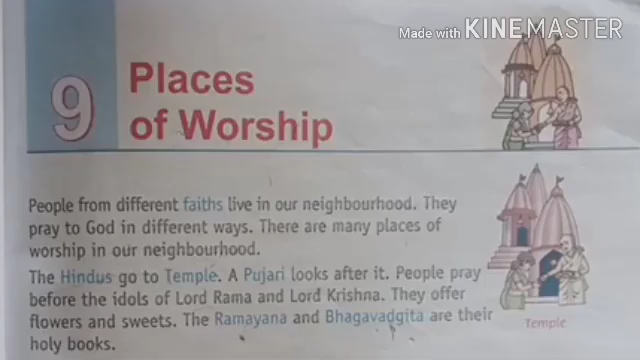 Made with KINEMASTER
9
Places
of Worship
People from different faiths live in our neighbourhood. They
pray to God in different ways. There are many places of
worship in our neighbourhood.
The Hindus go to Temple. A Pujari looks after it. People pray
before the idols of Lord Rama and Lord Krishna. They offer
flowers and sweets. The Ramayana and Bhagavadgita are their
holy books.
Temple